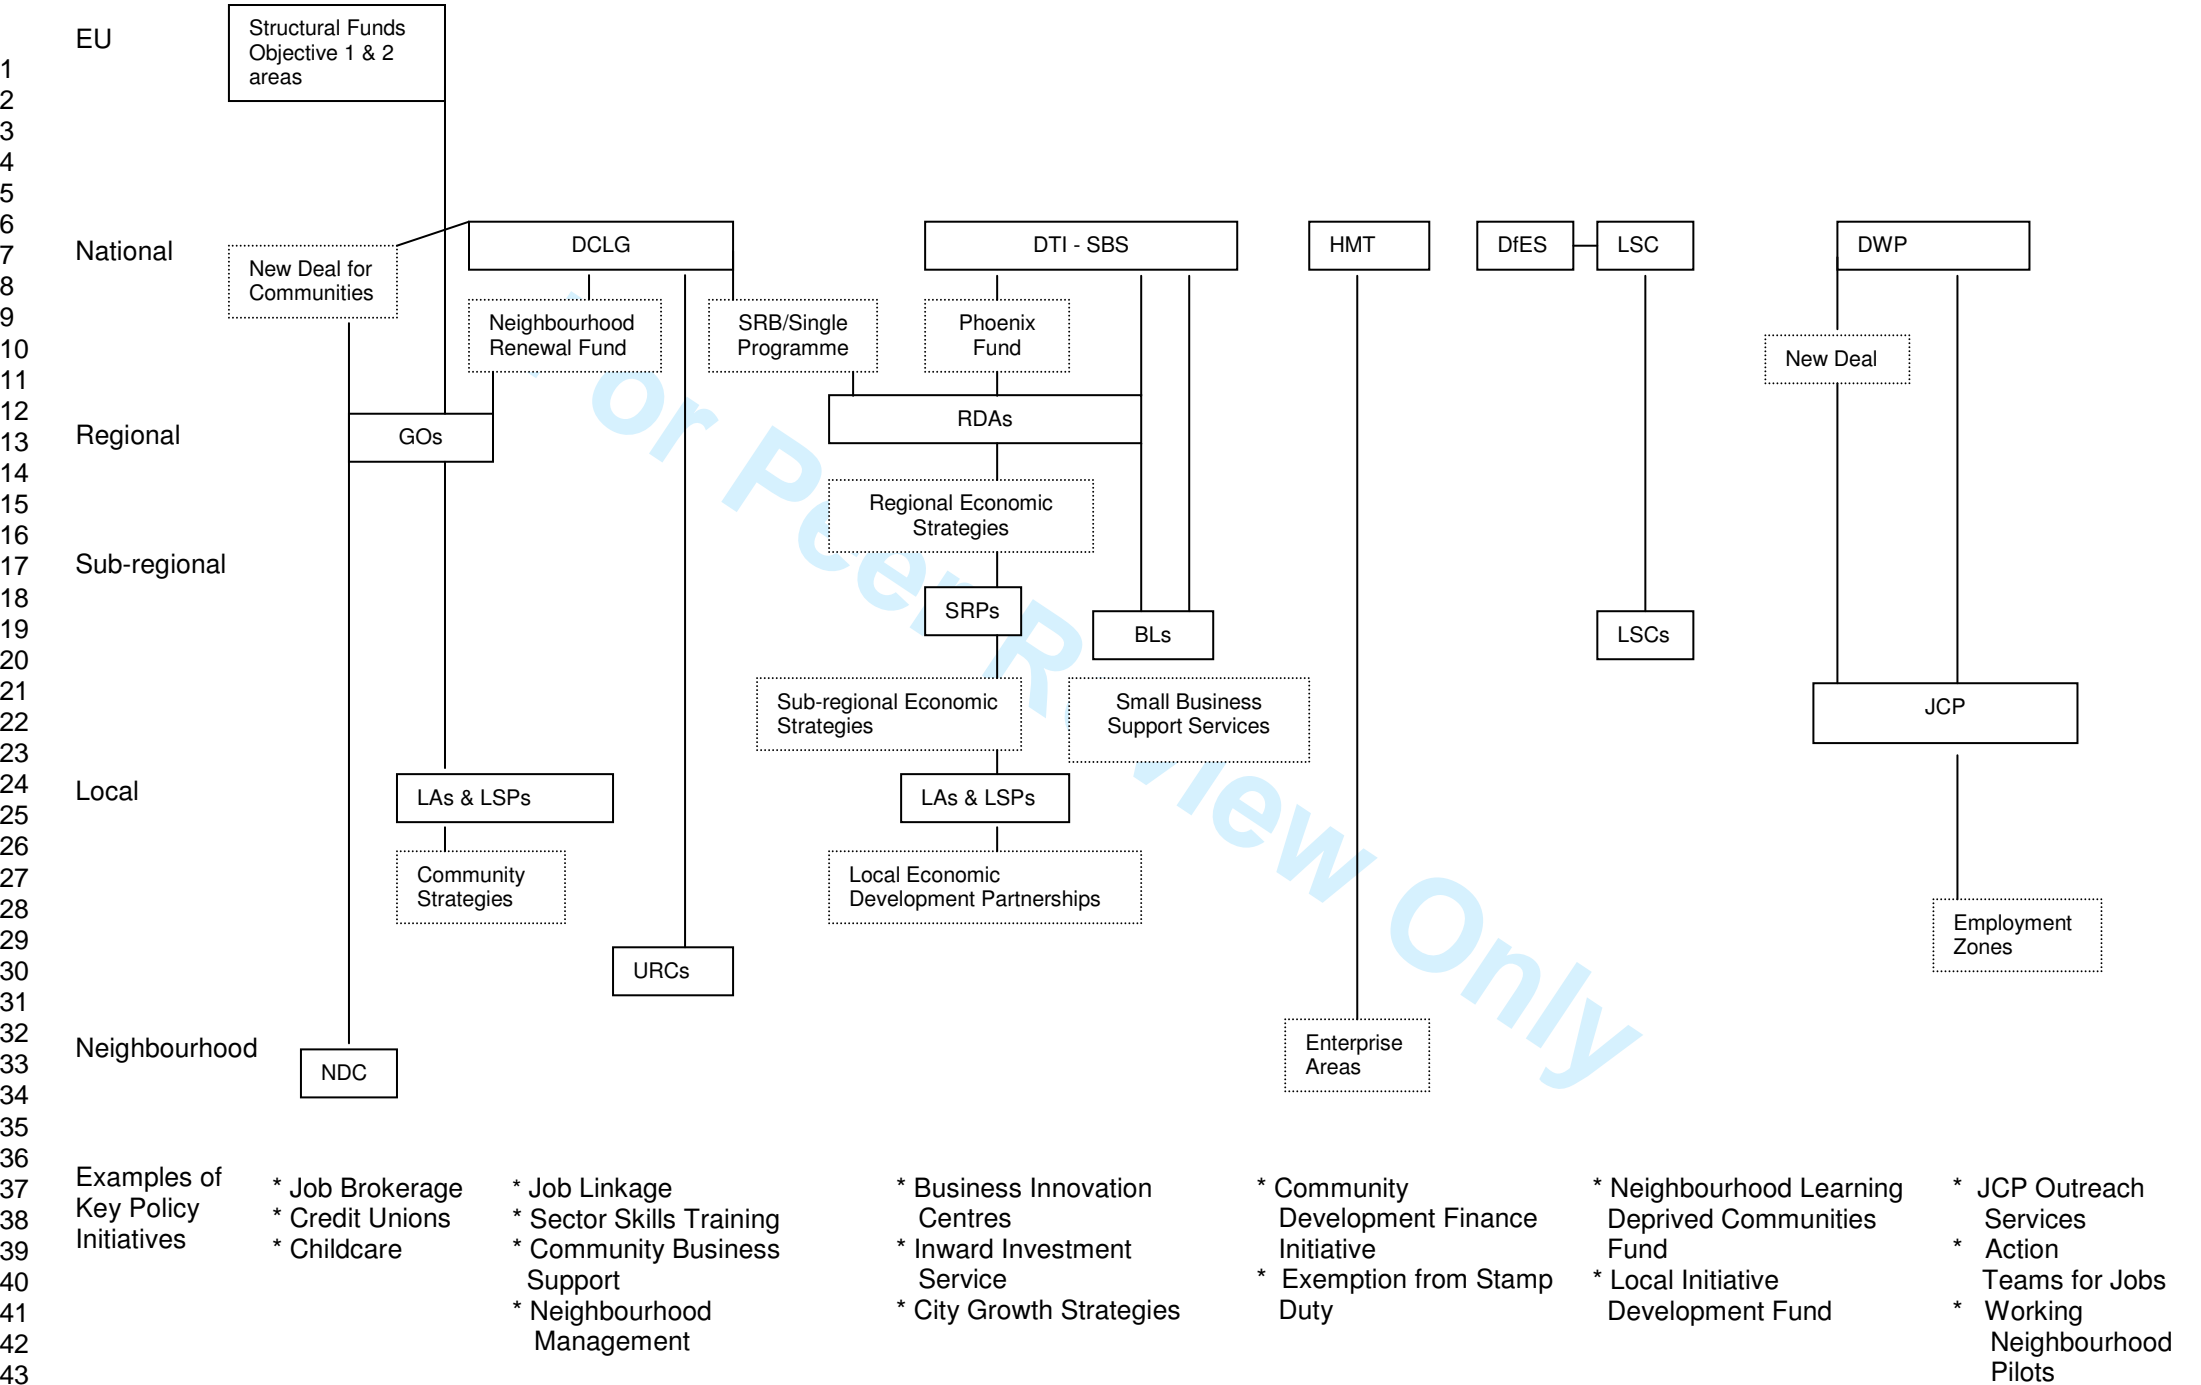 EU
Structural Funds
Objective 1 & 2
areas
National
New Deal for
Communities
DCLG
DTI - SBS
HMT
DfES
LSC
DWP
Neighbourhood
Renewal Fund
SRB/Single
Programme
Phoenix
Fund
New Deal
Regional
GOs
RDAs
Regional Economic
Strategies
Sub-regional
SRPs
BLs
LSCs
Sub-regional Economic
Strategies
Small Business
Support Services
JCP
Local
LAs & LSPs
LAs & LSPs
Community
Strategies
Local Economic
Development Partnerships
Employment
Zones
URCs
Neighbourhood
NDC
Enterprise
Areas
Examples of
Key Policy
Initiatives
* Job Brokerage
* Credit Unions
* Childcare
* Job Linkage
* Sector Skills Training
* Community Business
Support
* Neighbourhood
Management
* Business Innovation
Centres
* Inward Investment
Service
* City Growth Strategies
* Community
Development Finance
Initiative
* Exemption from Stamp
Duty
* Neighbourhood Learning
Deprived Communities
Fund
* Local Initiative
Development Fund
* JCP Outreach
Services
* Action
Teams for Jobs
* Working
Neighbourhood
Pilots
For Peer Review Only
1
2
3
4
5
6
7
8
9
10
11
12
13
14
15
16
17
18
19
20
21
22
23
24
25
26
27
28
29
30
31
32
33
34
35
36
37
38
39
40
41
42
43